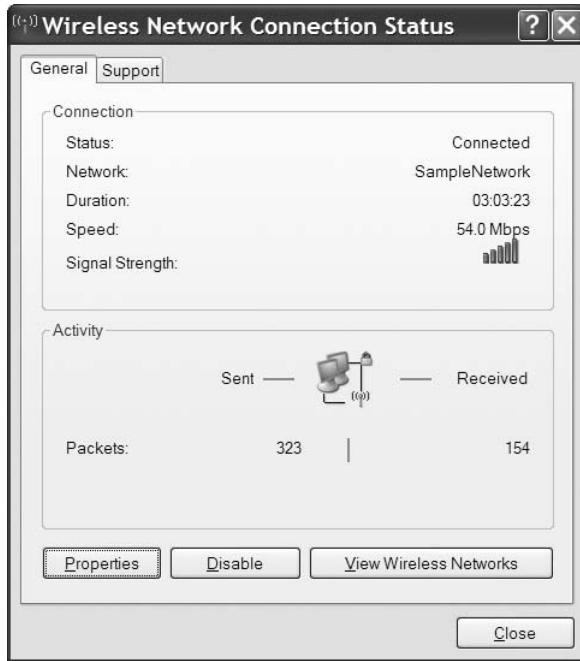 Wireless Network Connection Status
General Support
Connection
Status: Connected
Network: SampleNetwork
Duration: 03:03:23
Speed: 54.0 Mbps
Signal Strength:
Activity
Sent Received
Packets: 323 154
Properties Disable View Wireless Networks
Close